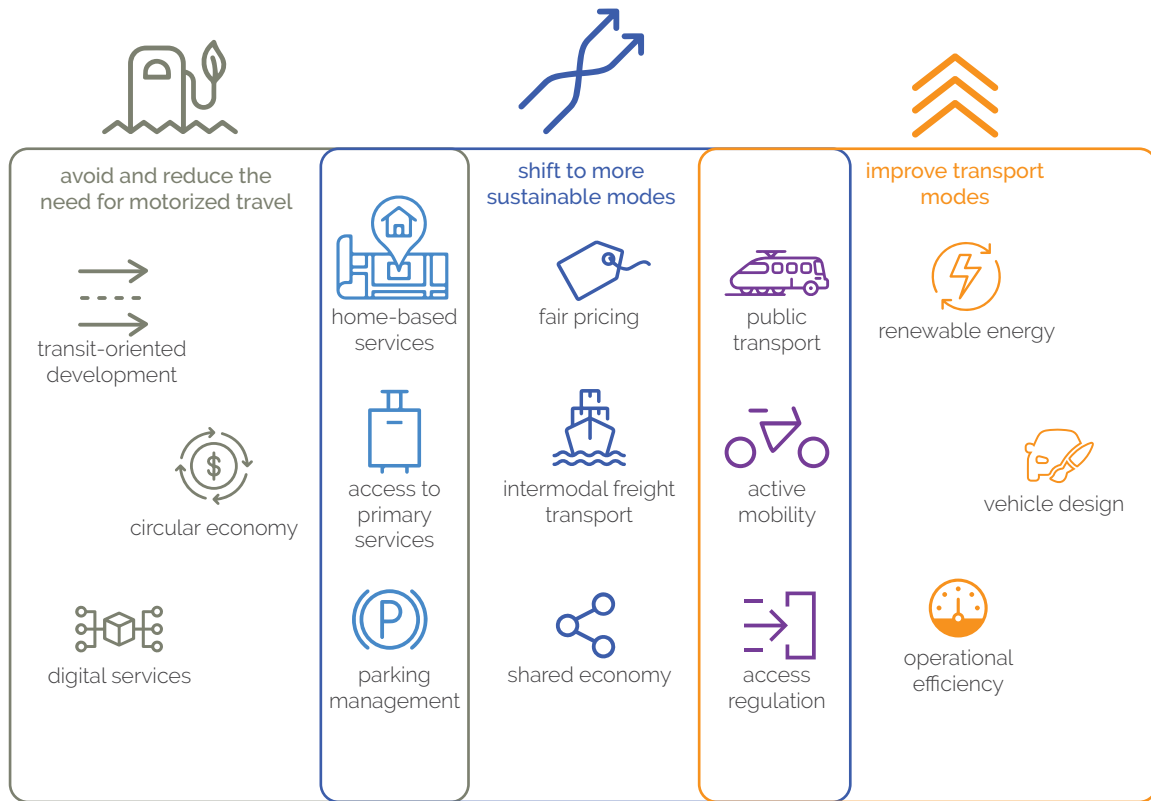 avoid and reduce the
need for motorized travel
transit-oriented
development
$
circular economy
digital services
home-based
services
access to
primary
services
P
parking
management
shift to more
sustainable modes
fair pricing
intermodal freight
transport
shared economy
public
transport
active
mobility
access
regulation
improve transport
modes
renewable energy
vehicle design
operational
efficiency